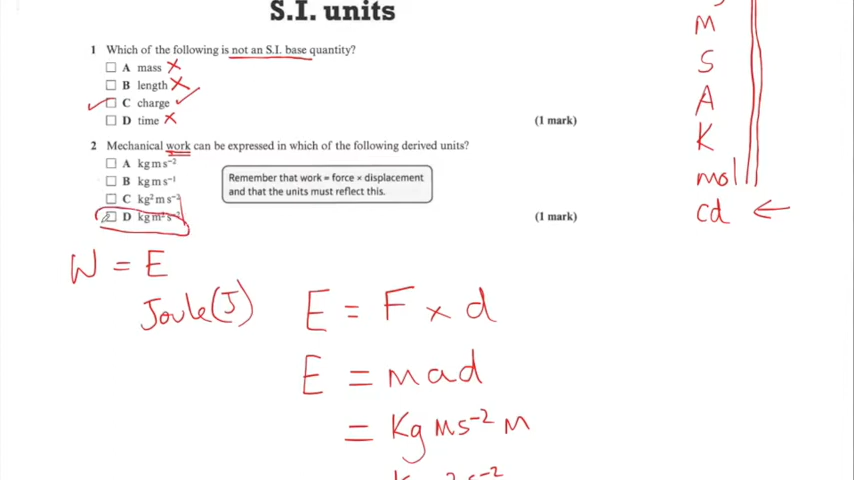 S.I. units
1 Which of the following is not an S.I. base quantity?
A mass
B length
C charge
D time
(1 mark)
2 Mechanical work can be expressed in which of the following derived units?
A kg m s⁻²
B kg m s⁻¹
C kg² m s⁻²
D kg m² s⁻²
(1 mark)
Remember that work = force × displacement
and that the units must reflect this.
M
S
A
K
mol
cd ←
W = E
Joule (J)
E = F × d
E = mad
= Kg Ms⁻² M